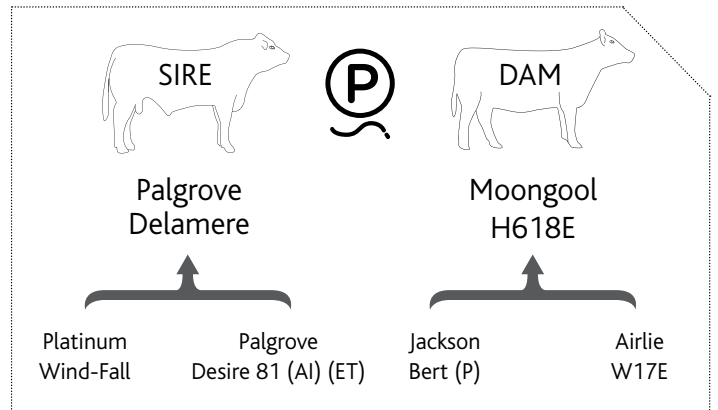 SIRE
P
DAM
Palgrove
Delamere
Moongool
H618E
Platinum
Wind-Fall
Palgrove
Desire 81 (AI) (ET)
Jackson
Bert (P)
Airlie
W17E